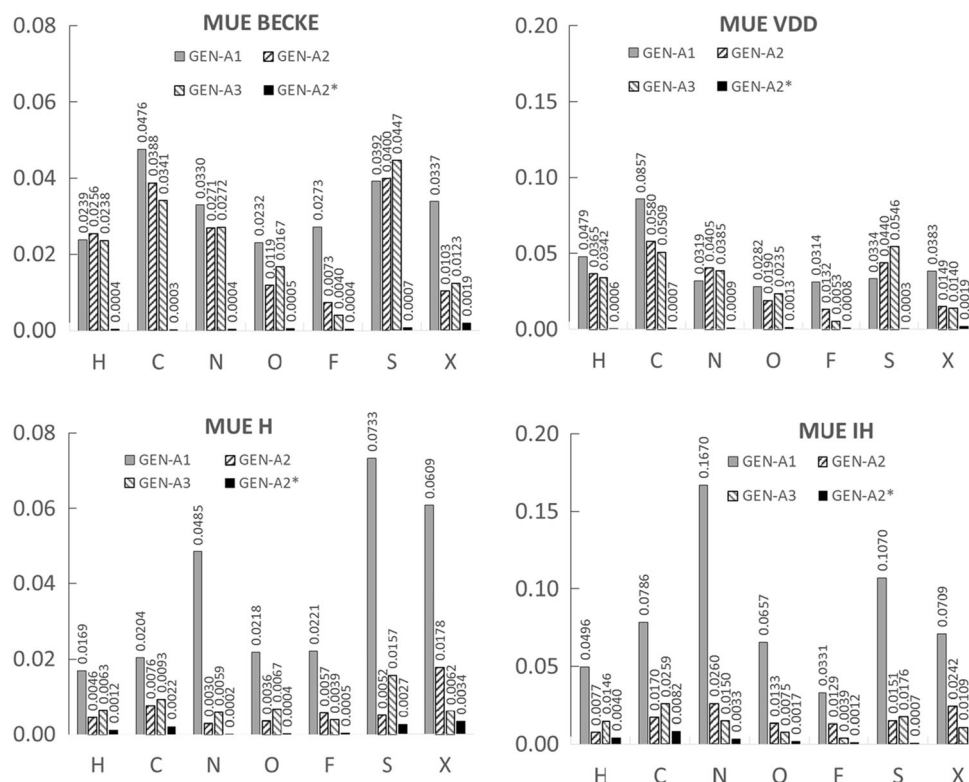 MUE BECKE
GEN-A1 GEN-A2
GEN-A3 GEN-A2*
0.08
0.06
0.04
0.02
0.00
0.0239 0.0256 0.0238 0.0004
0.0476 0.0388 0.0341 0.0003
0.0330 0.0271 0.0272 0.0004
0.0232 0.0119 0.0167 0.0005
0.0273 0.0073 0.0040 0.0004
0.0392 0.0400 0.0447 0.0007
0.0337 0.0103 0.0123 0.0019
H C N O F S X
MUE VDD
GEN-A1 GEN-A2
GEN-A3 GEN-A2*
0.20
0.15
0.10
0.05
0.00
0.0479 0.0365 0.0342 0.0006
0.0857 0.0580 0.0509 0.0007
0.0319 0.0405 0.0385 0.0009
0.0282 0.0190 0.0235 0.0013
0.0314 0.0132 0.0053 0.0008
0.0334 0.0440 0.0546 0.0003
0.0383 0.0149 0.0140 0.0019
H C N O F S X
MUE H
GEN-A1 GEN-A2
GEN-A3 GEN-A2*
0.08
0.06
0.04
0.02
0.00
0.0169 0.0046 0.0063 0.0012
0.0204 0.0076 0.0093 0.0022
0.0485 0.0030 0.0059 0.0002
0.0218 0.0036 0.0067 0.0004
0.0221 0.0057 0.0039 0.0005
0.0733 0.0052 0.0157 0.0027
0.0609 0.0178 0.0062 0.0034
H C N O F S X
MUE IH
GEN-A1 GEN-A2
GEN-A3 GEN-A2*
0.20
0.15
0.10
0.05
0.00
0.0496 0.0077 0.0146 0.0040
0.0786 0.0170 0.0259 0.0082
0.1670 0.0260 0.0150 0.0033
0.0657 0.0133 0.0075 0.0017
0.0331 0.0129 0.0039 0.0012
0.1070 0.0151 0.0176 0.0007
0.0709 0.0242 0.0109
H C N O F S X